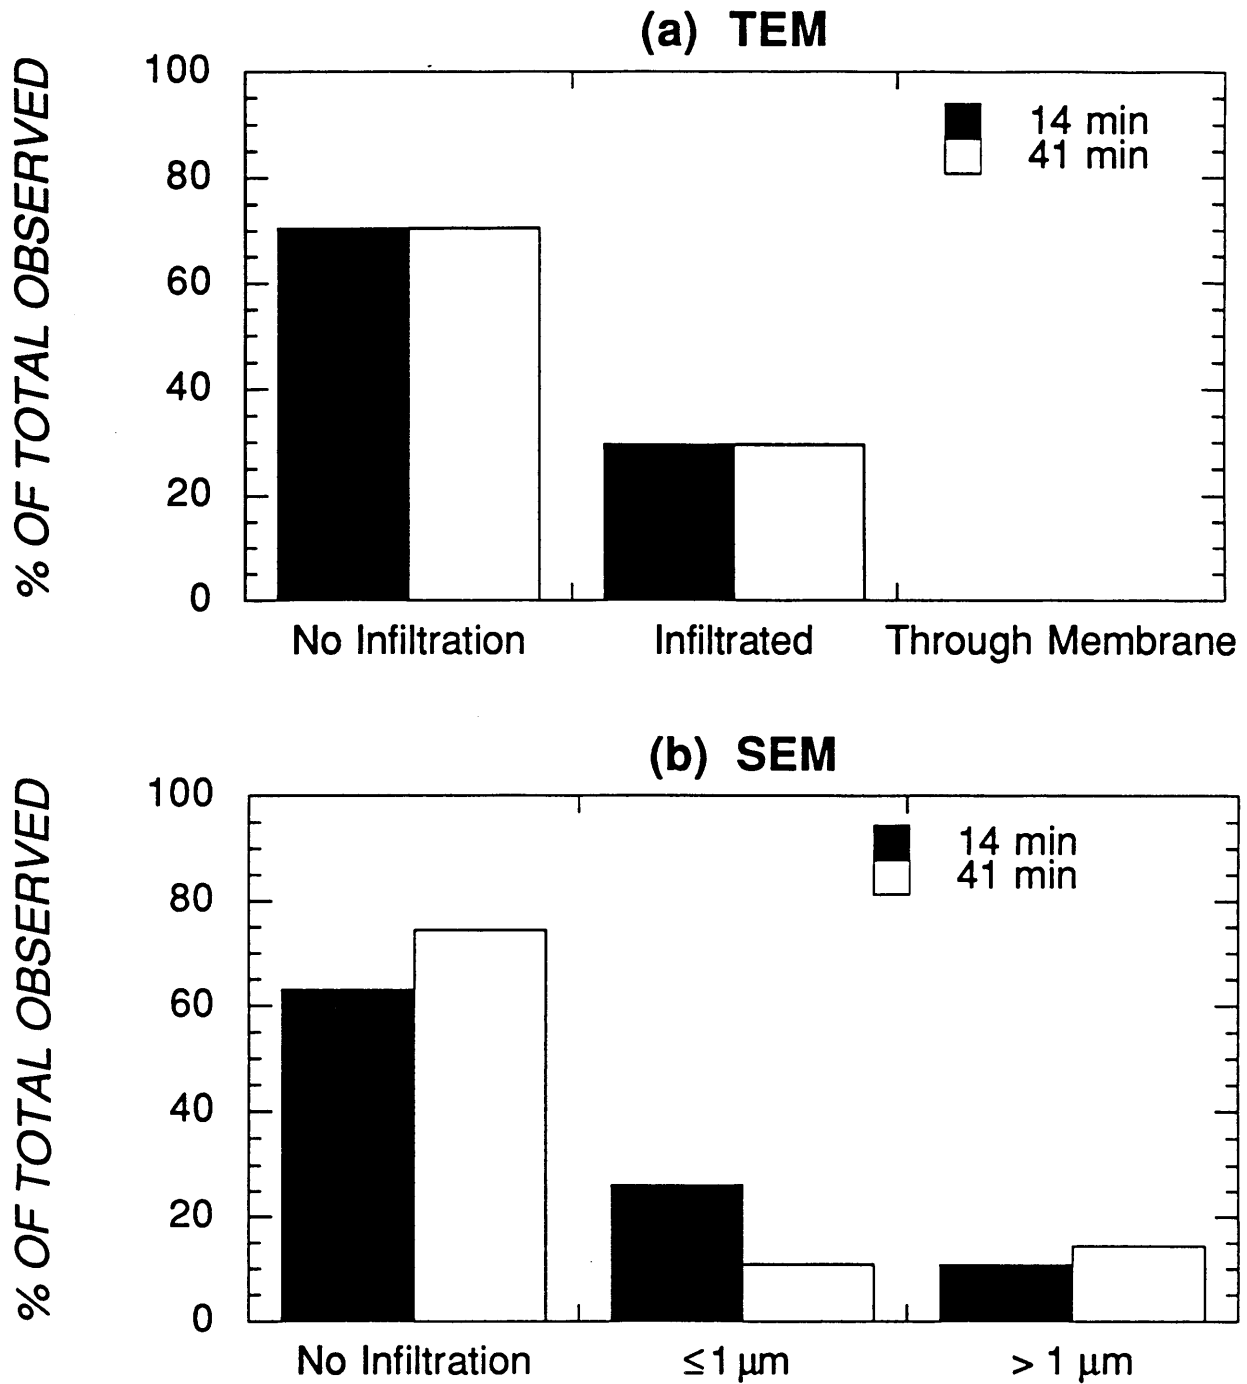 (a) TEM
% OF TOTAL OBSERVED
100
80
60
40
20
0
14 min
41 min
No Infiltration Infiltrated Through Membrane
(b) SEM
% OF TOTAL OBSERVED
100
80
60
40
20
0
14 min
41 min
No Infiltration ≤1 μm > 1 μm